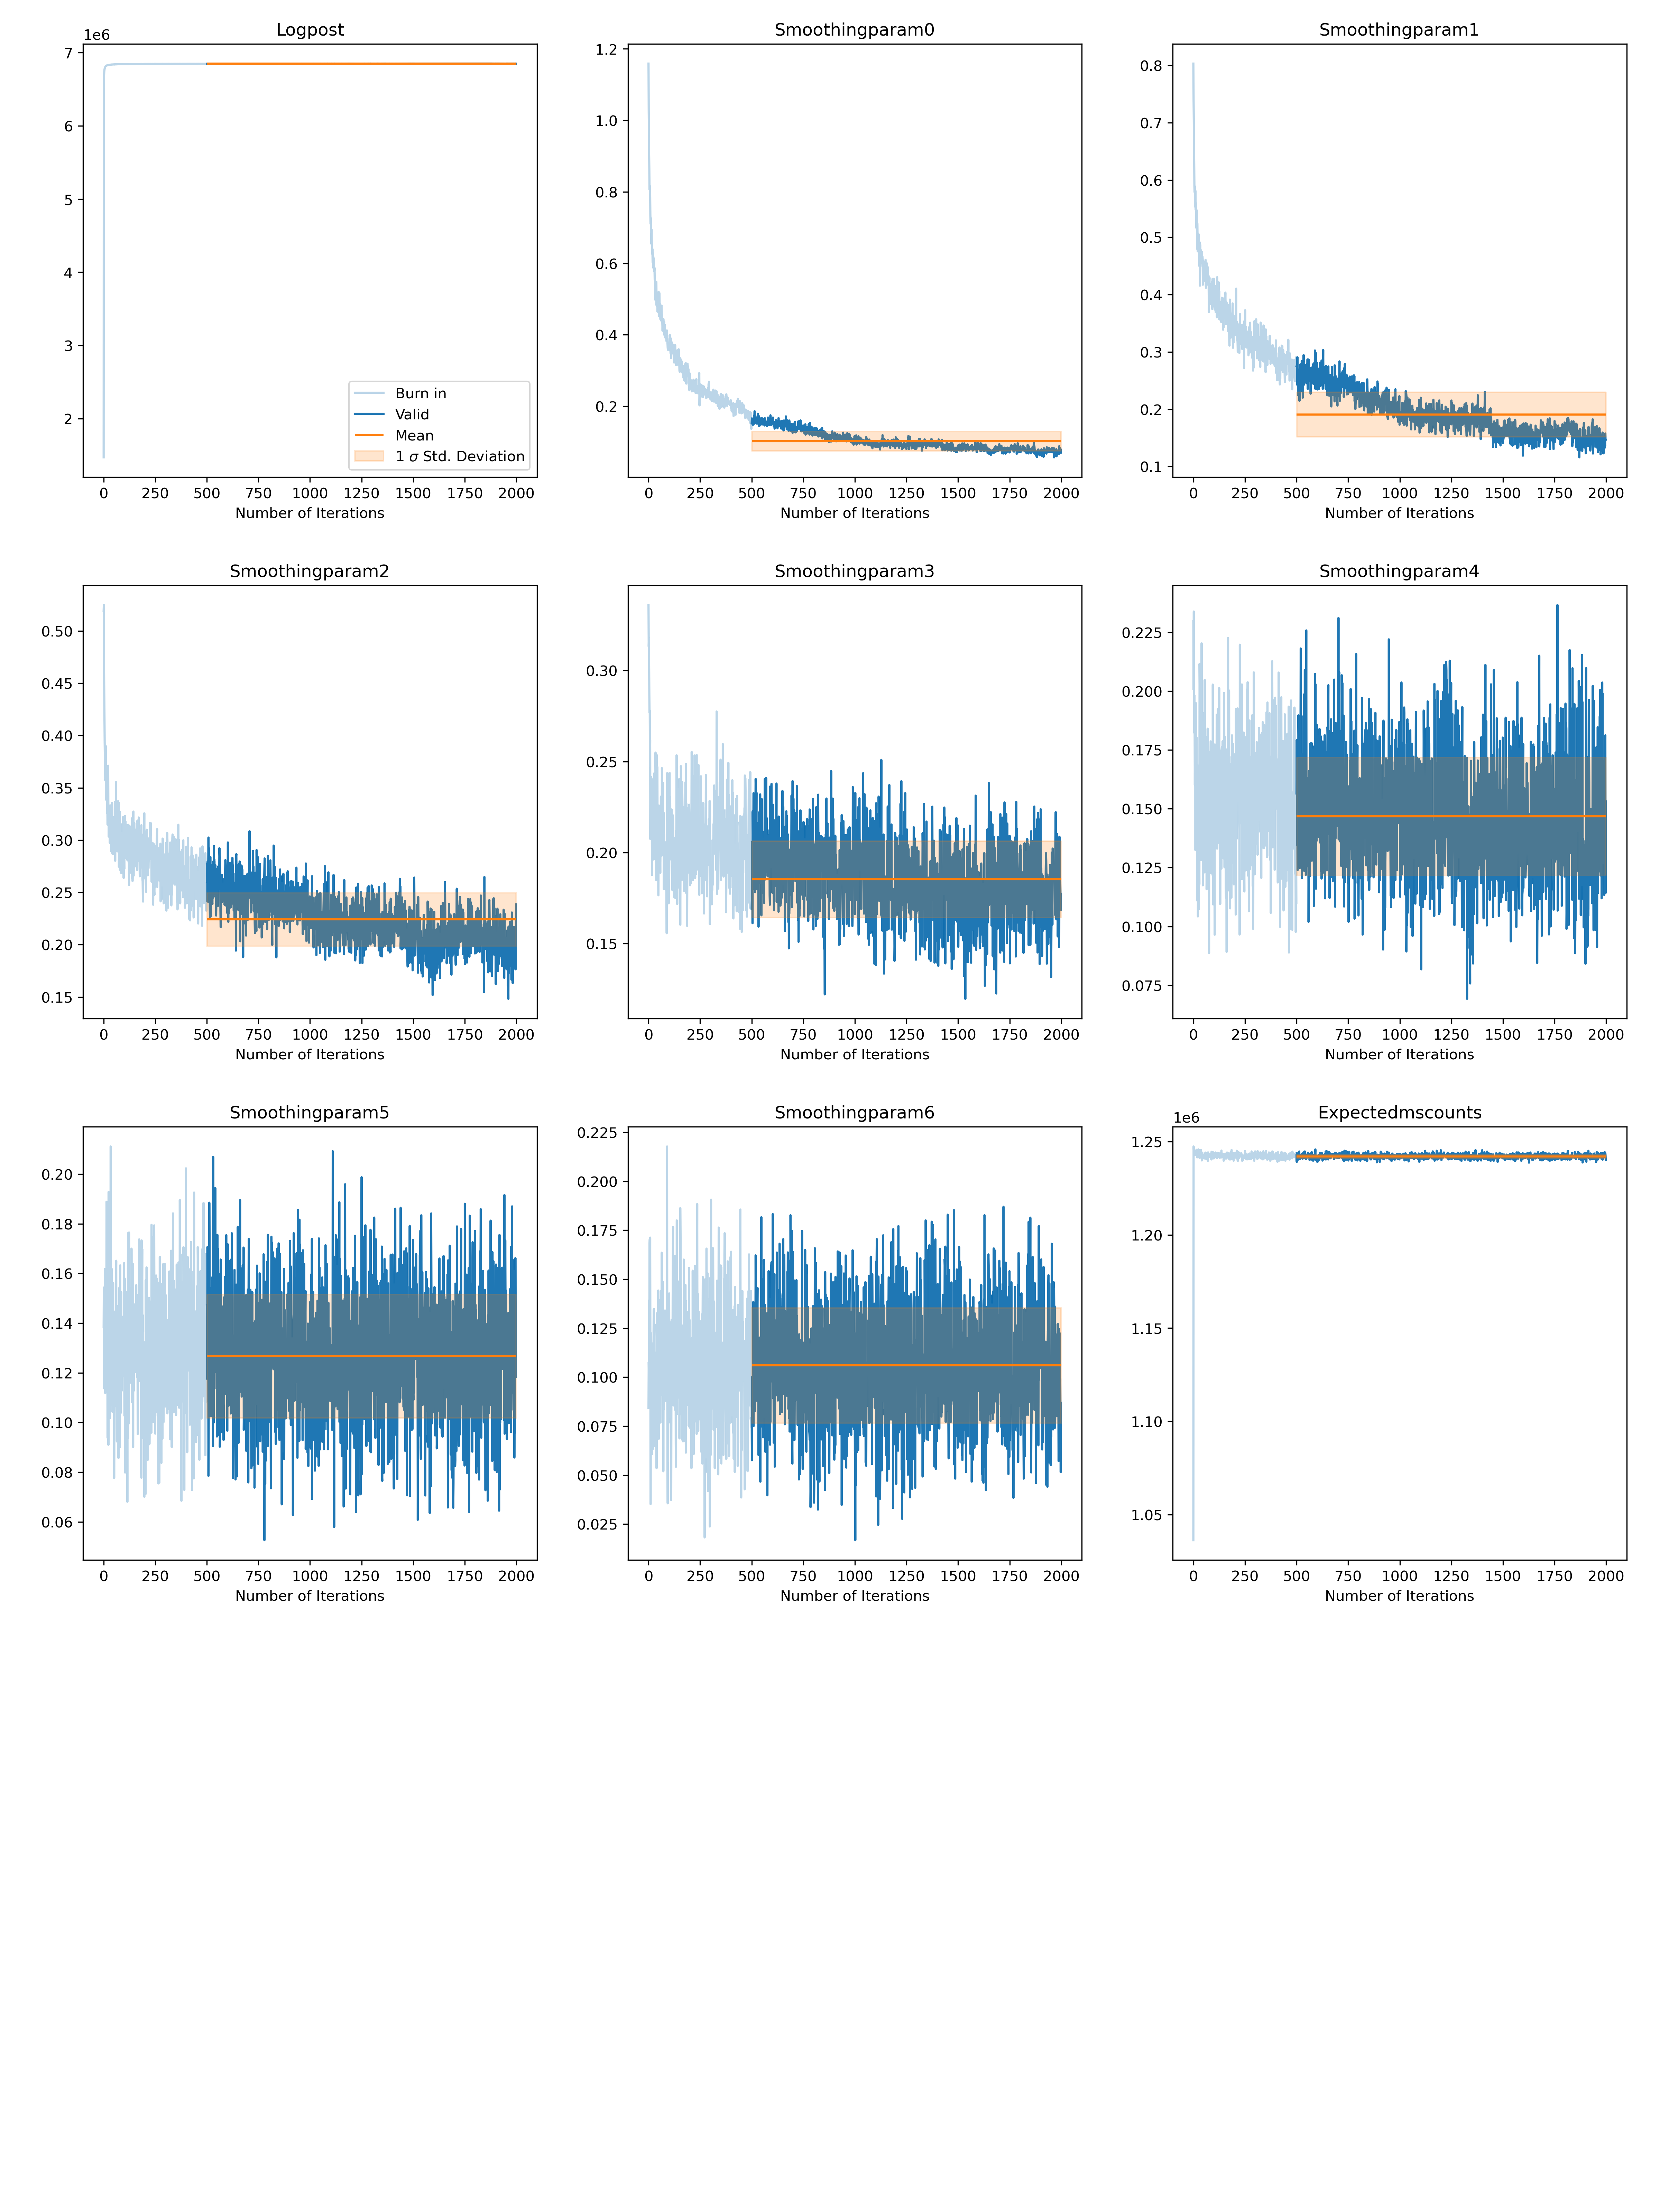 Logpost
1e6
7
6
5
4
3
2
Burn in
Valid
Mean
1 σ Std. Deviation
0 250 500 750 1000 1250 1500 1750 2000
Number of Iterations
Smoothingparam0
1.2
1.0
0.8
0.6
0.4
0.2
0 250 500 750 1000 1250 1500 1750 2000
Number of Iterations
Smoothingparam1
0.8
0.7
0.6
0.5
0.4
0.3
0.2
0.1
0 250 500 750 1000 1250 1500 1750 2000
Number of Iterations
Smoothingparam2
0.50
0.45
0.40
0.35
0.30
0.25
0.20
0.15
0 250 500 750 1000 1250 1500 1750 2000
Number of Iterations
Smoothingparam3
0.30
0.25
0.20
0.15
0 250 500 750 1000 1250 1500 1750 2000
Number of Iterations
Smoothingparam4
0.225
0.200
0.175
0.150
0.125
0.100
0.075
0 250 500 750 1000 1250 1500 1750 2000
Number of Iterations
Smoothingparam5
0.20
0.18
0.16
0.14
0.12
0.10
0.08
0.06
0 250 500 750 1000 1250 1500 1750 2000
Number of Iterations
Smoothingparam6
0.225
0.200
0.175
0.150
0.125
0.100
0.075
0.050
0.025
0 250 500 750 1000 1250 1500 1750 2000
Number of Iterations
Expectedmscounts
1e6
1.25
1.20
1.15
1.10
1.05
0 250 500 750 1000 1250 1500 1750 2000
Number of Iterations